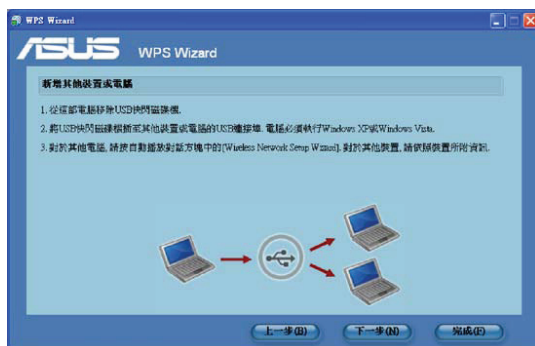 WPS Wizard
ASUS WPS Wizard
新增其他裝置或電腦
1. 從這部電腦移除USB快閃磁碟機.
2. 將USB快閃磁碟機插至其他裝置或電腦的USB連接埠. 電腦必須執行Windows XP或Windows Vista.
3. 對於其他電腦, 請按自動播放對話方塊中的[Wireless Network Setup Wizard]. 對於其他裝置, 請依照裝置所附資訊.
上一步(B) 下一步(N) 完成(F)